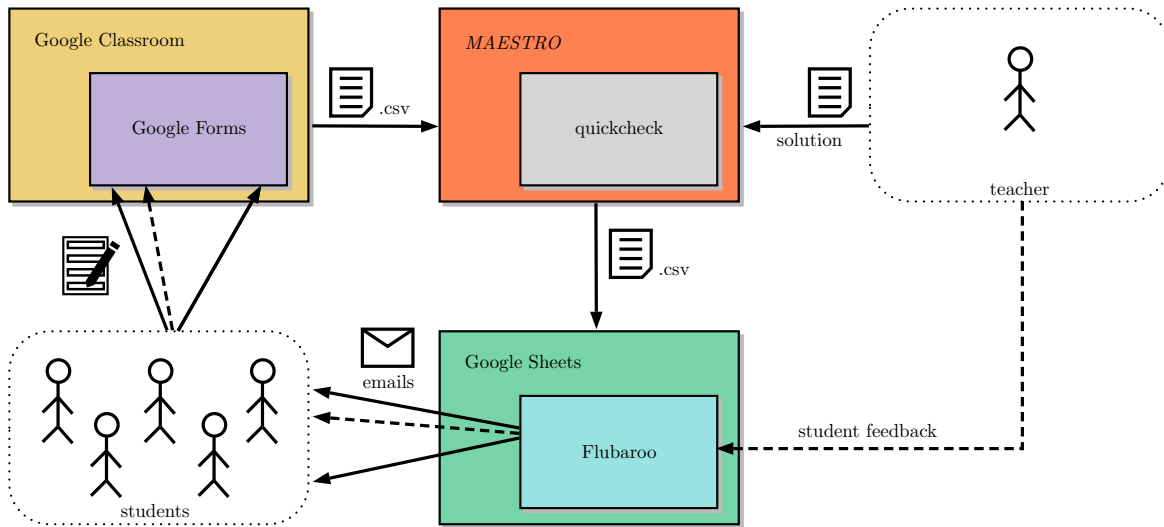 Google Classroom
MAESTRO
.csv
Google Forms
quickcheck
solution
teacher
.csv
Google Sheets
emails
student feedback
Flubaroo
students